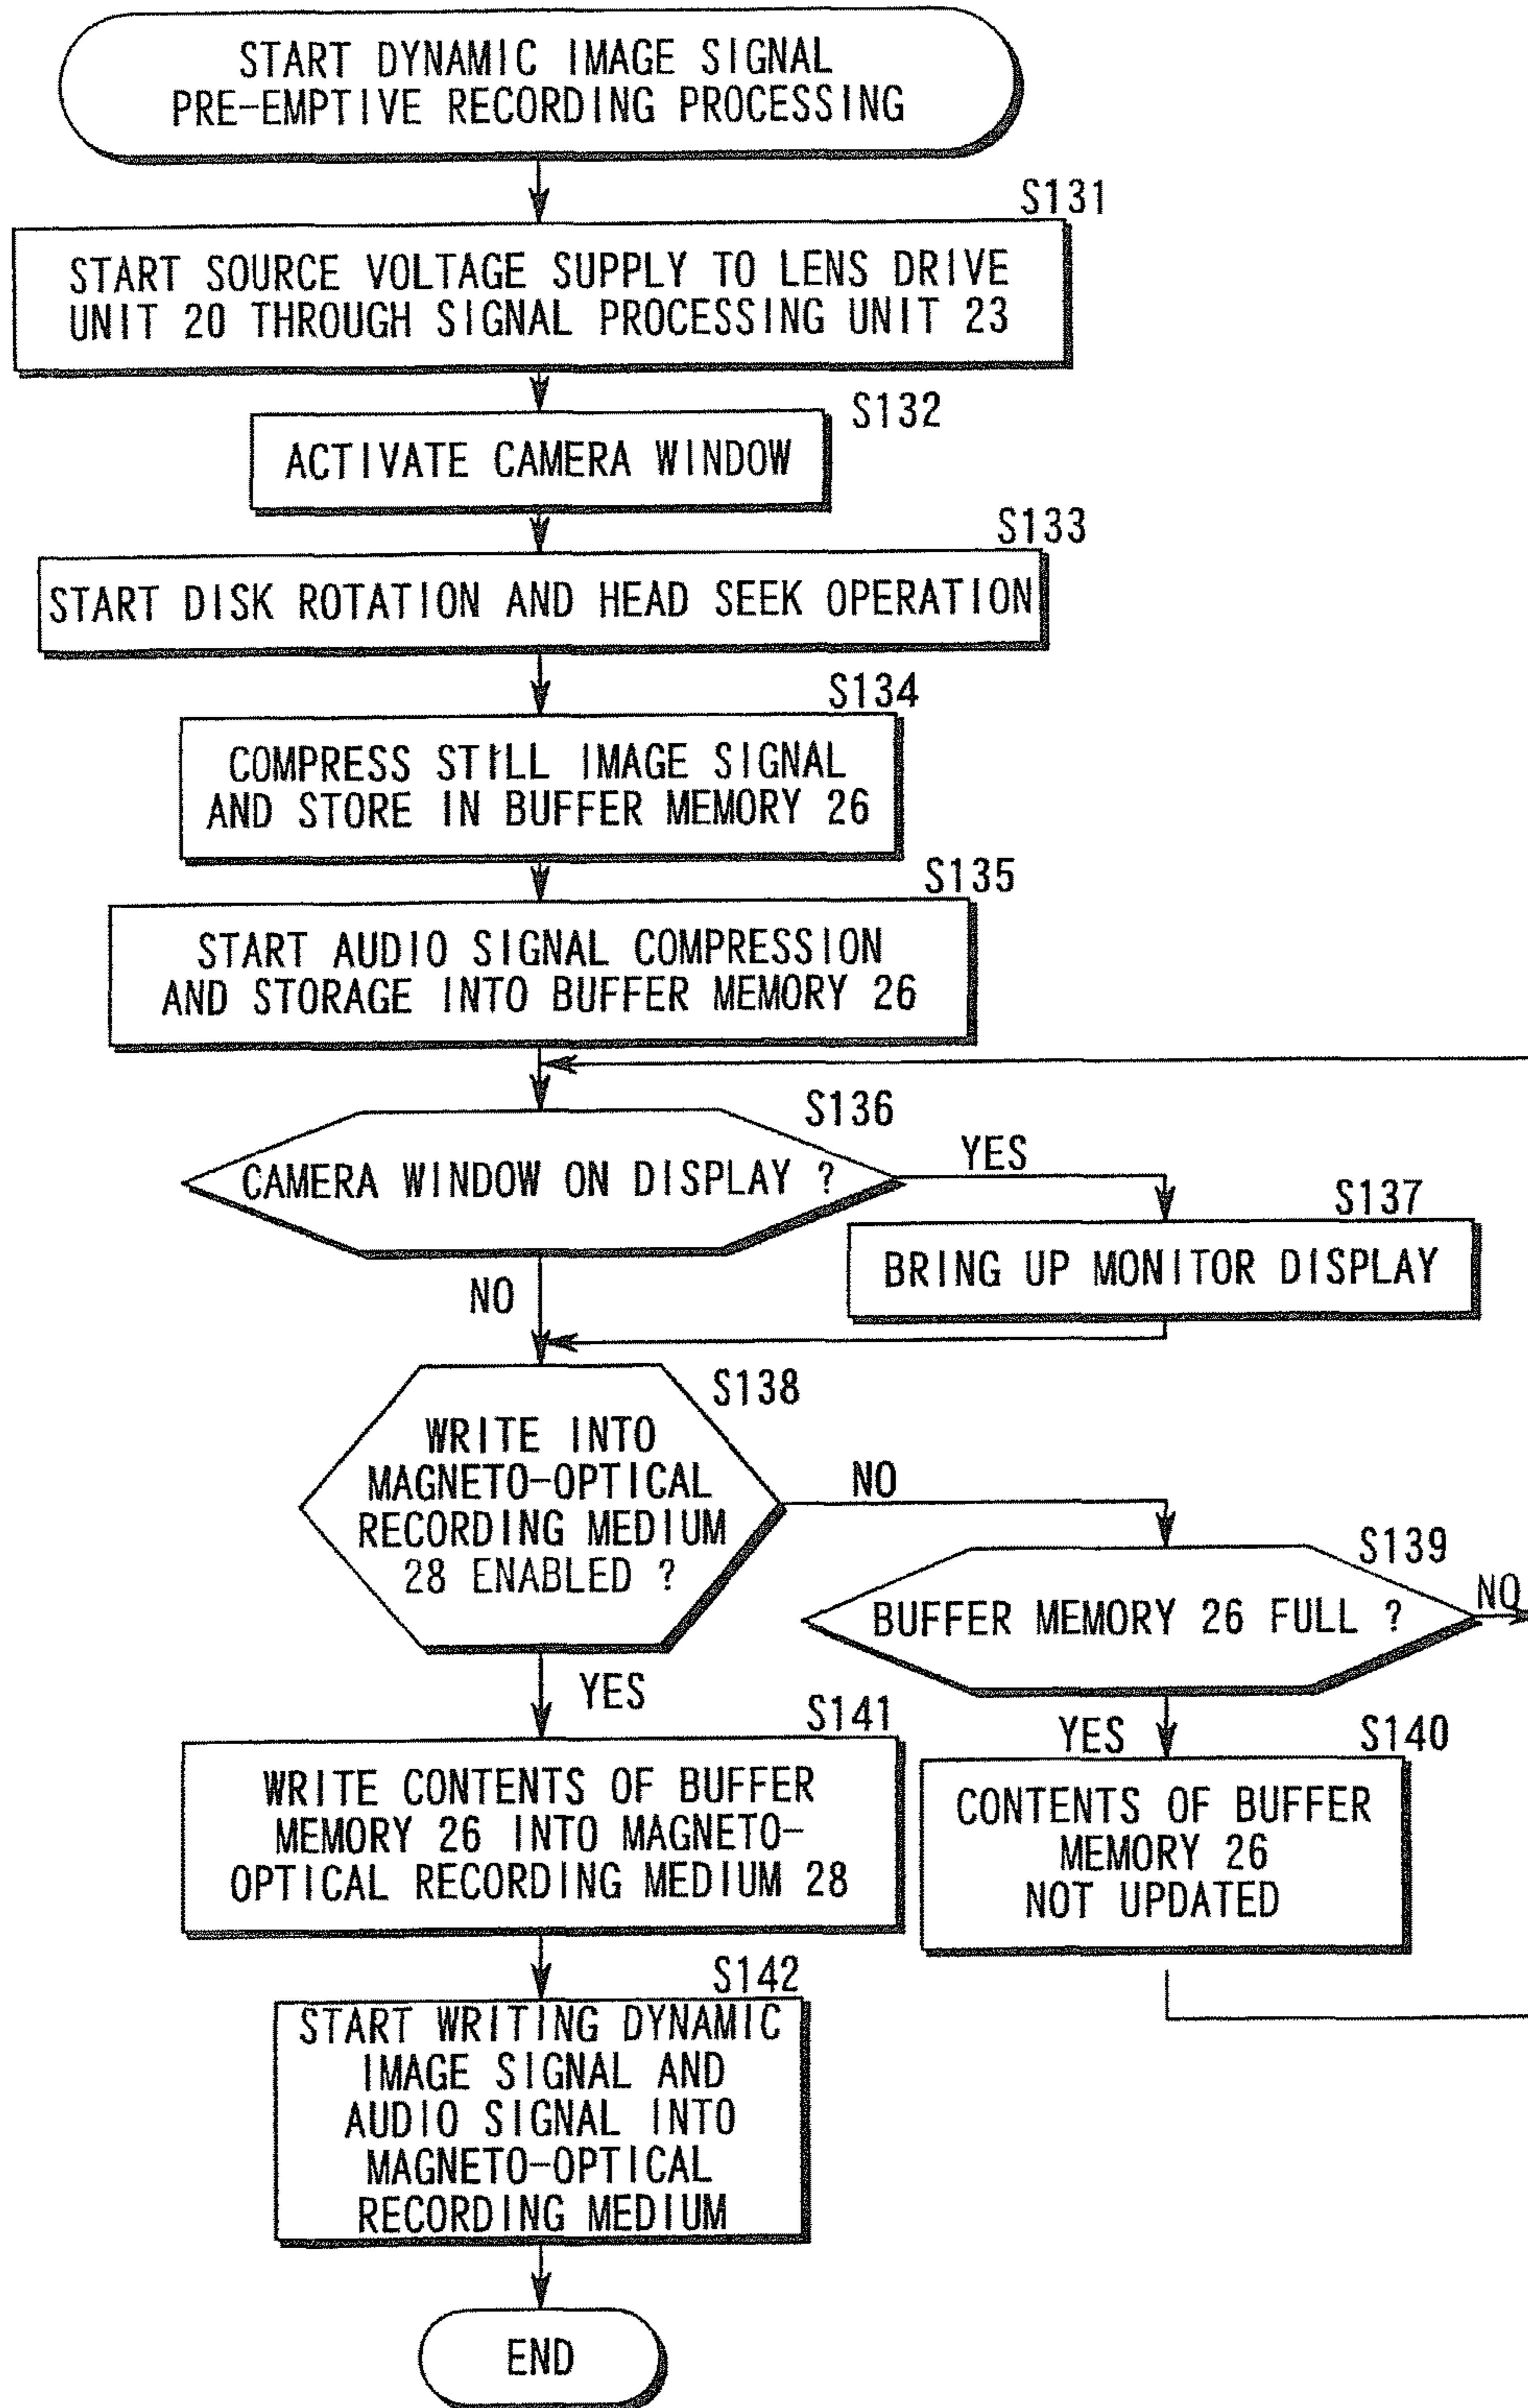 START DYNAMIC IMAGE SIGNAL
PRE-EMPTIVE RECORDING PROCESSING
S131
START SOURCE VOLTAGE SUPPLY TO LENS DRIVE
UNIT 20 THROUGH SIGNAL PROCESSING UNIT 23
S132
ACTIVATE CAMERA WINDOW
S133
START DISK ROTATION AND HEAD SEEK OPERATION
S134
COMPRESS STILL IMAGE SIGNAL
AND STORE IN BUFFER MEMORY 26
S135
START AUDIO SIGNAL COMPRESSION
AND STORAGE INTO BUFFER MEMORY 26
S136
CAMERA WINDOW ON DISPLAY ?
YES
S137
BRING UP MONITOR DISPLAY
NO
S138
WRITE INTO
MAGNETO-OPTICAL
RECORDING MEDIUM
28 ENABLED ?
NO
S139
BUFFER MEMORY 26 FULL ?
NO
YES
S141
WRITE CONTENTS OF BUFFER
MEMORY 26 INTO MAGNETO-
OPTICAL RECORDING MEDIUM 28
YES
S140
CONTENTS OF BUFFER
MEMORY 26
NOT UPDATED
S142
START WRITING DYNAMIC
IMAGE SIGNAL AND
AUDIO SIGNAL INTO
MAGNETO-OPTICAL
RECORDING MEDIUM
END